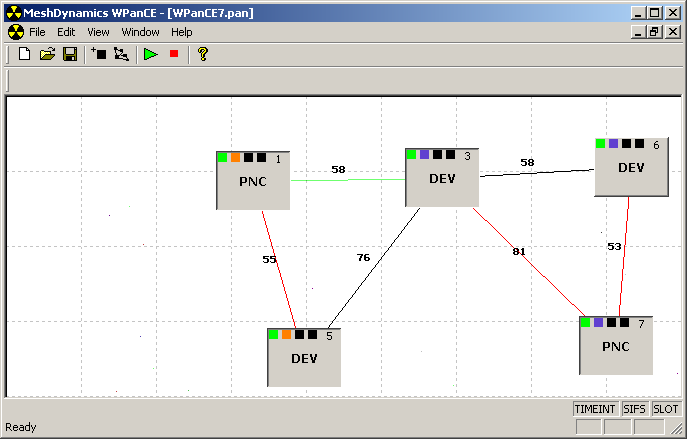 MeshDynamics WPanCE - [WPanCE7.pan]
File Edit View Window Help
1
PNC
58
3
DEV
58
6
DEV
55
76
81
53
5
DEV
7
PNC
TIMEINT SIFS SLOT
Ready